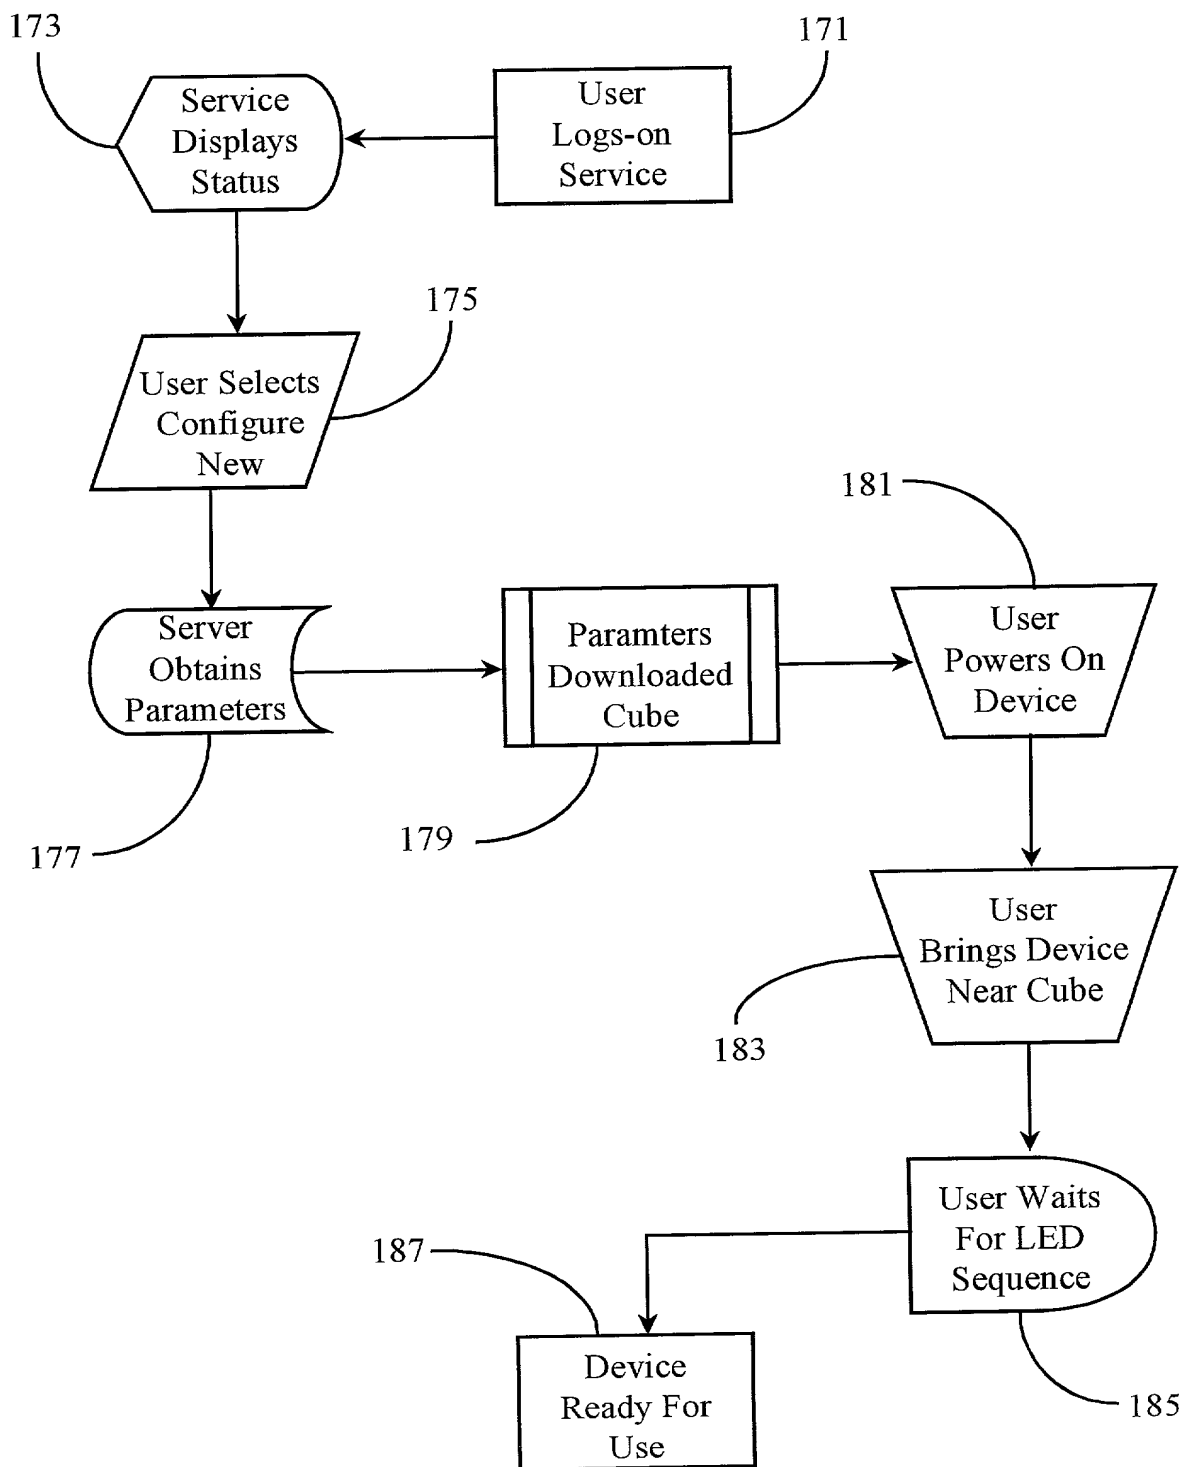 173
171
Service
Displays
Status
User
Logs-on
Service
175
User Selects
Configure
New
181
Server
Obtains
Parameters
Paramters
Downloaded
Cube
User
Powers On
Device
177
179
User
Brings Device
Near Cube
183
User Waits
For LED
Sequence
187
185
Device
Ready For
Use